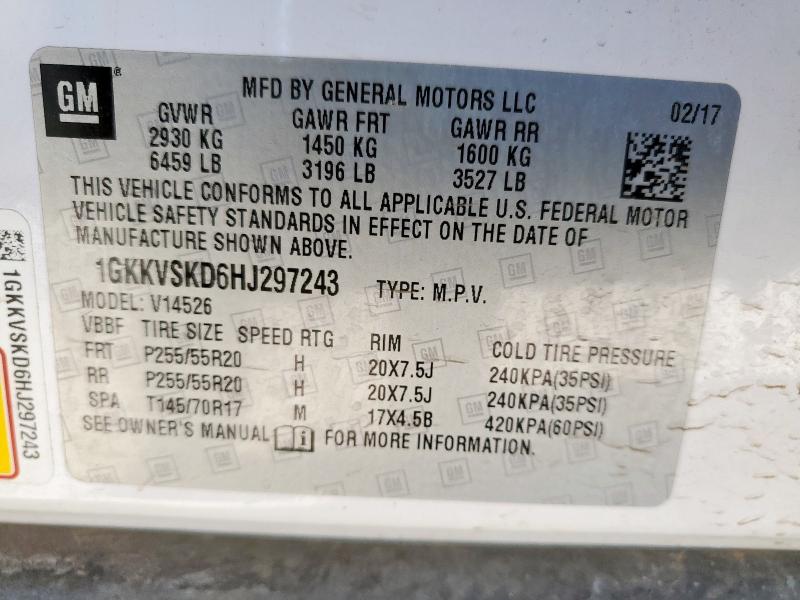 GM®
MFD BY GENERAL MOTORS LLC
02/17
GVWR GAWR FRT GAWR RR
2930 KG 1450 KG 1600 KG
6459 LB 3196 LB 3527 LB
THIS VEHICLE CONFORMS TO ALL APPLICABLE U.S. FEDERAL MOTOR
VEHICLE SAFETY STANDARDS IN EFFECT ON THE DATE OF
MANUFACTURE SHOWN ABOVE.
1GKKVSKD6HJ297243 TYPE: M.P.V.
MODEL: V14526
VBBF TIRE SIZE SPEED RTG RIM COLD TIRE PRESSURE
FRT P255/55R20 H 20X7.5J 240KPA(35PSI)
RR P255/55R20 H 20X7.5J 240KPA(35PSI)
SPA T145/70R17 M 17X4.5B 420KPA(60PSI)
SEE OWNER'S MANUAL FOR MORE INFORMATION.
1GKKVSKD6HJ297243